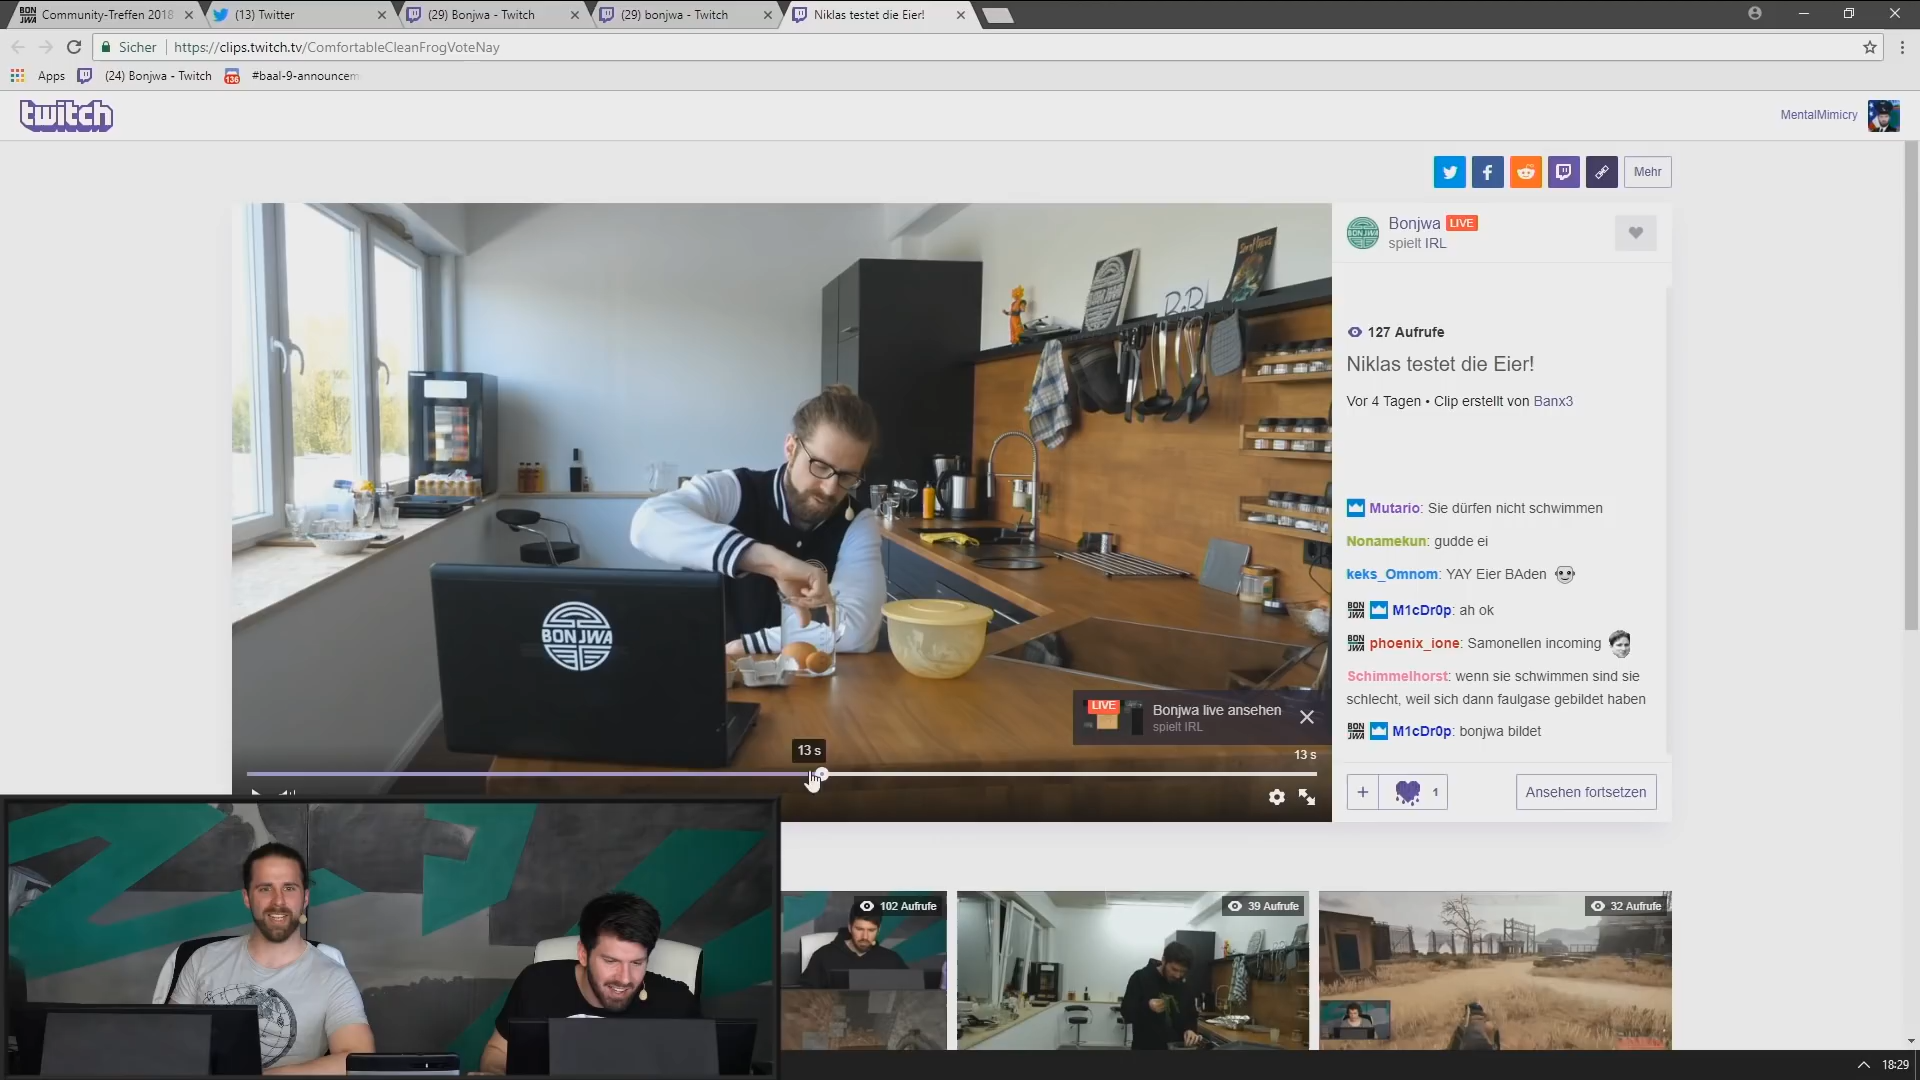 Community-Treffen 2018
(13) Twitter
(29) Bonjwa - Twitch
(29) bonjwa - Twitch
Niklas testet die Eier!
Sicher
https://clips.twitch.tv/ComfortableCleanFrogVoteNay
Apps
(24) Bonjwa - Twitch
136
#baal-9-announcem
twitch
MentalMimicry
Mehr
BONJWA
Bonjwa LIVE
spielt IRL
127 Aufrufe
Niklas testet die Eier!
Vor 4 Tagen • Clip erstellt von Banx3
Mutario: Sie dürfen nicht schwimmen
Nonamekun: gudde ei
keks_Omnom: YAY Eier BAden
BONJWA M1cDr0p: ah ok
BONJWA phoenix_ione: Samonellen incoming
Schimmelhorst: wenn sie schwimmen sind sie
schlecht, weil sich dann faulgase gebildet haben
BONJWA M1cDr0p: bonjwa bildet
BONJWA
LIVE
Bonjwa live ansehen
spielt IRL
13 s
13 s
1
Ansehen fortsetzen
102 Aufrufe
39 Aufrufe
32 Aufrufe
18:29